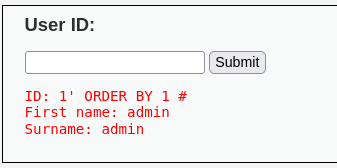 User ID:
Submit
ID: 1' ORDER BY 1 #
First name: admin
Surname: admin